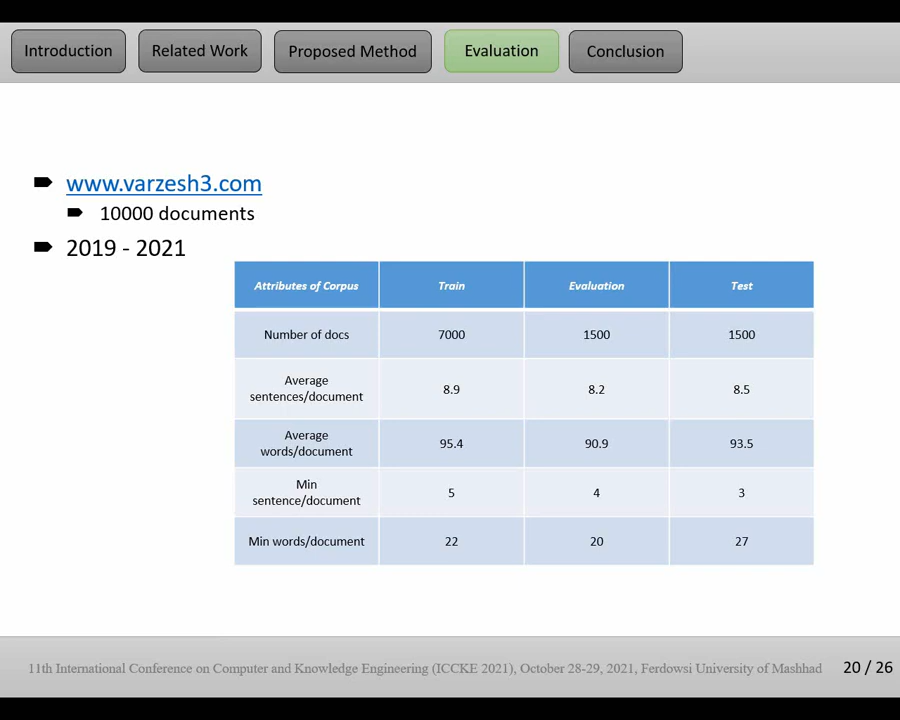 Introduction
Related Work
Proposed Method
Evaluation
Conclusion
www.varzesh3.com
10000 documents
2019 - 2021
Attributes of Corpus Train Evaluation Test
Number of docs 7000 1500 1500
Average
sentences/document 8.9 8.2 8.5
Average
words/document 95.4 90.9 93.5
Min
sentence/document 5 4 3
Min words/document 22 20 27
11th International Conference on Computer and Knowledge Engineering (ICCKE 2021), October 28-29, 2021, Ferdowsi University of Mashhad
20 / 26